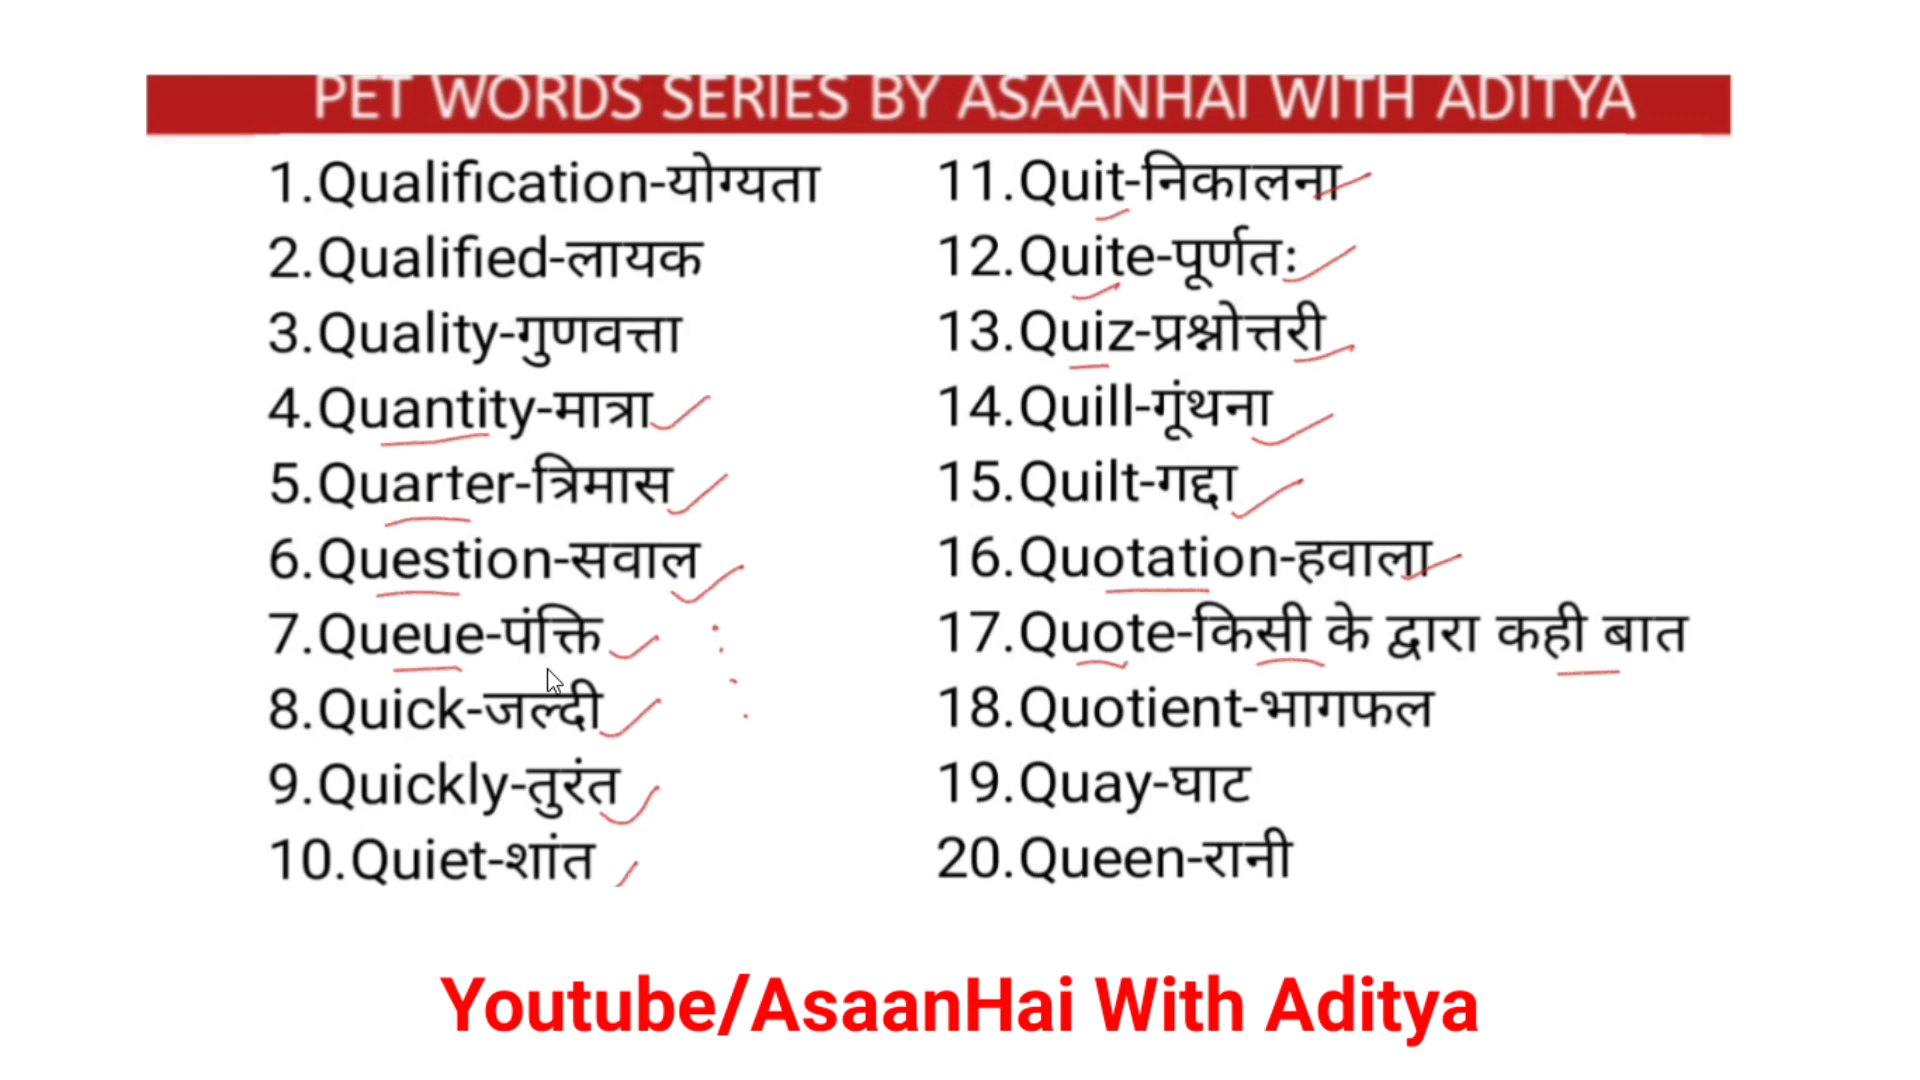 PET WORDS SERIES BY ASAANHAI WITH ADITYA
1.Qualification-योग्यता
2.Qualified-लायक
3.Quality-गुणवत्ता
4.Quantity-मात्रा
5.Quarter-त्रिमास
6.Question-सवाल
7.Queue-पंक्ति
8.Quick-जल्दी
9.Quickly-तुरंत
10.Quiet-शांत
11.Quit-निकालना
12.Quite-पूर्णतः
13.Quiz-प्रश्नोत्तरी
14.Quill-गूंथना
15.Quilt-गद्दा
16.Quotation-हवाला
17.Quote-किसी के द्वारा कही बात
18.Quotient-भागफल
19.Quay-घाट
20.Queen-रानी
Youtube/AsaanHai With Aditya